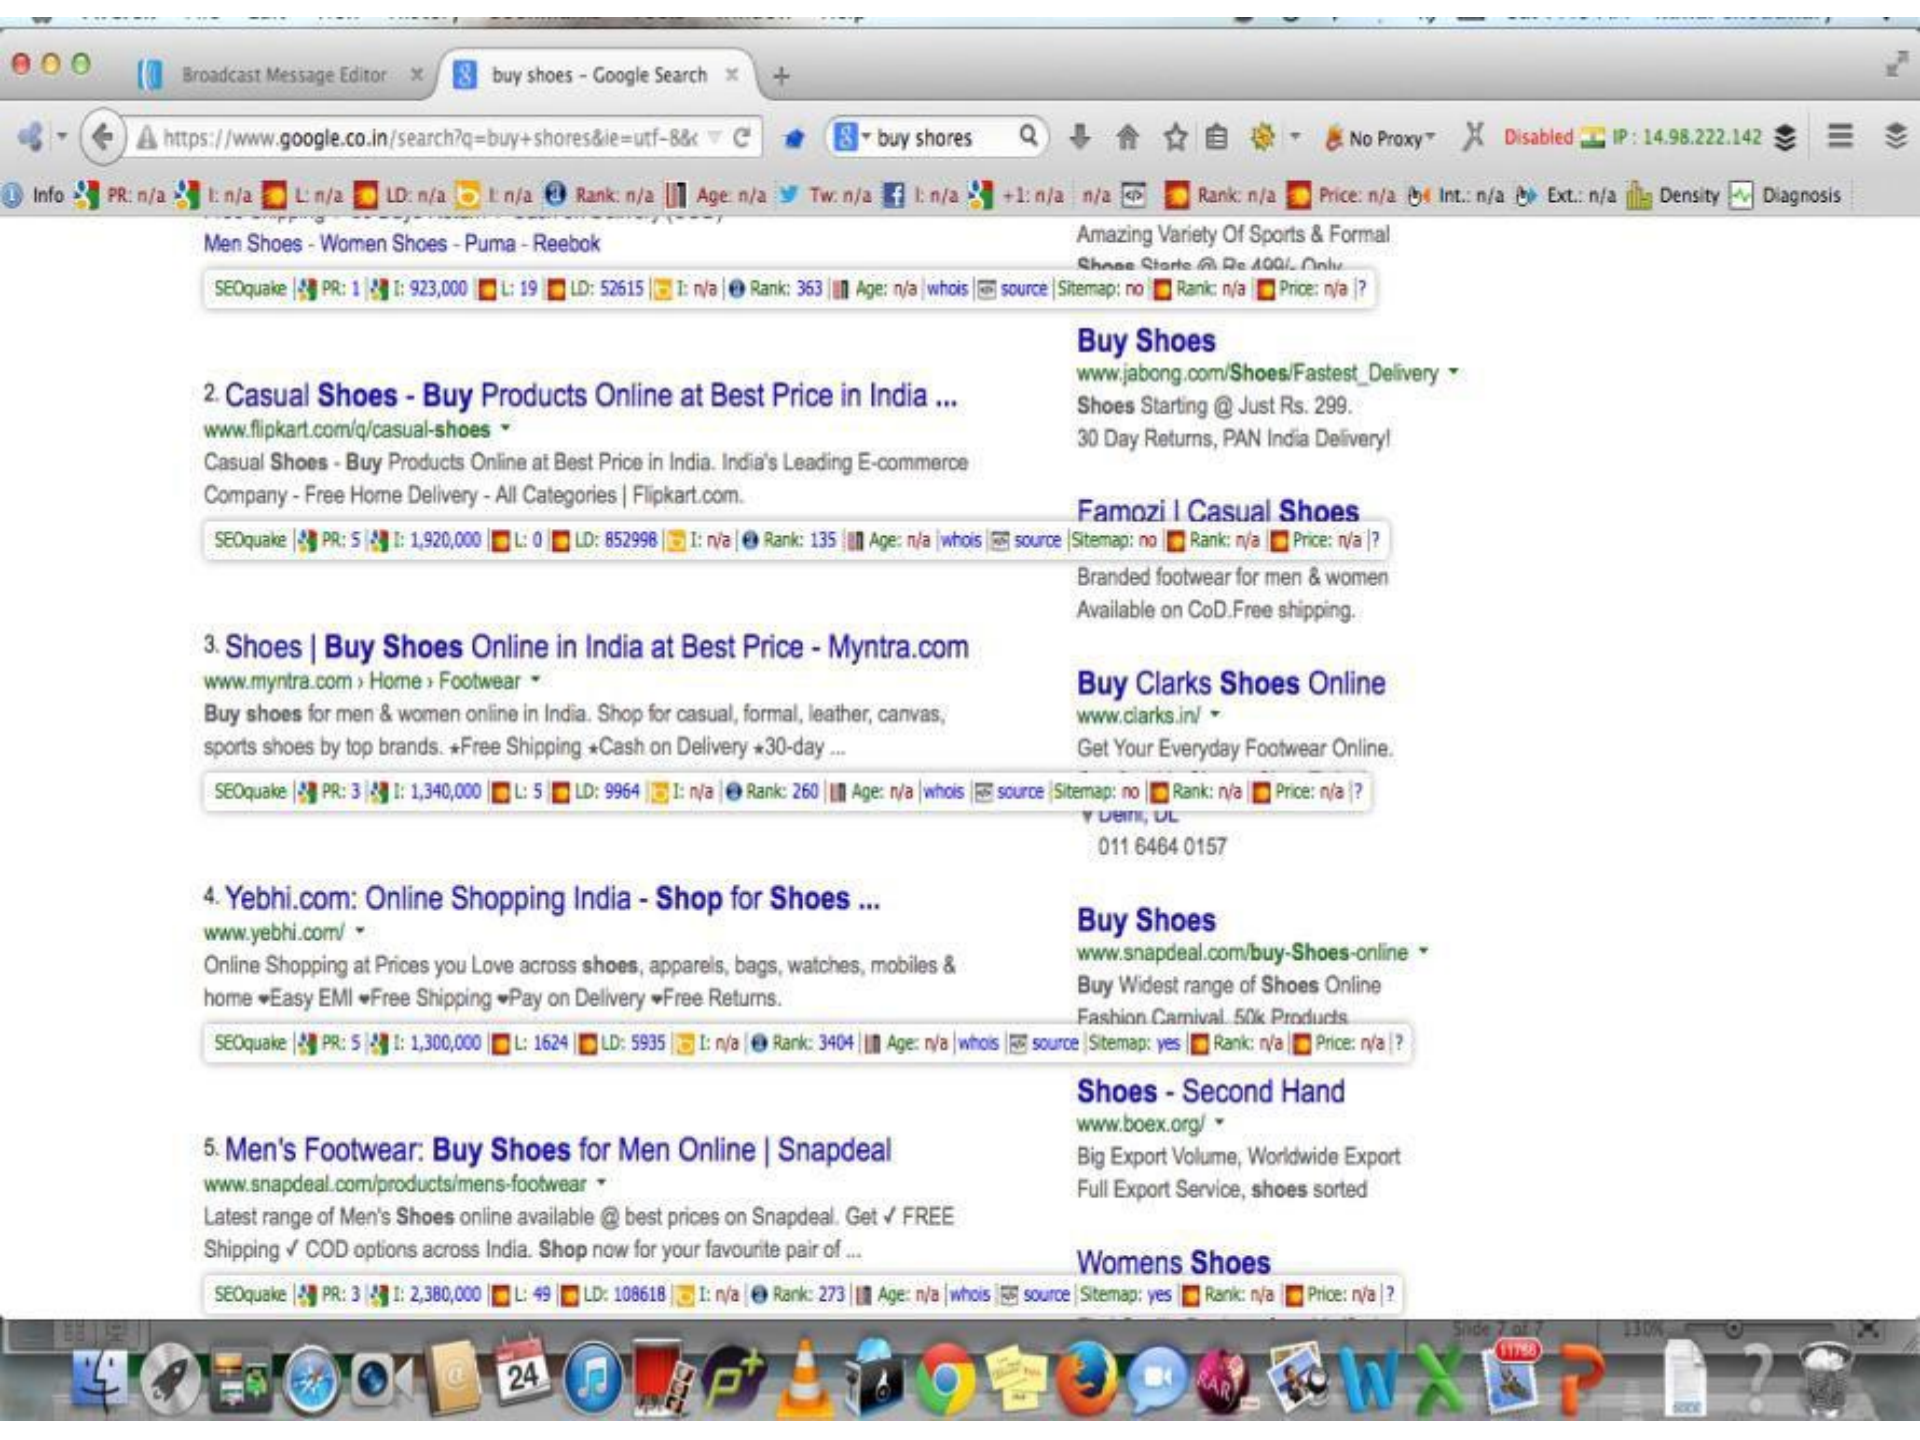 Broadcast Message Editor
buy shoes - Google Search
https://www.google.co.in/search?q=buy+shores&ie=utf-8&
buy shores
No Proxy
Disabled
IP : 14.98.222.142
Info PR: n/a I: n/a L: n/a LD: n/a I: n/a Rank: n/a Age: n/a Tw: n/a I: n/a +1: n/a n/a Rank: n/a Price: n/a Int.: n/a Ext.: n/a Density Diagnosis
Men Shoes - Women Shoes - Puma - Reebok
SEOquake | PR: 1 | I: 923,000 | L: 19 | LD: 52615 | I: n/a | Rank: 363 | Age: n/a | whois | source | Sitemap: no | Rank: n/a | Price: n/a | ?
2. Casual Shoes - Buy Products Online at Best Price in India ...
www.flipkart.com/q/casual-shoes
Casual Shoes - Buy Products Online at Best Price in India. India's Leading E-commerce
Company - Free Home Delivery - All Categories | Flipkart.com.
SEOquake | PR: 5 | I: 1,920,000 | L: 0 | LD: 852998 | I: n/a | Rank: 135 | Age: n/a | whois | source | Sitemap: no | Rank: n/a | Price: n/a | ?
3. Shoes | Buy Shoes Online in India at Best Price - Myntra.com
www.myntra.com › Home › Footwear
Buy shoes for men & women online in India. Shop for casual, formal, leather, canvas,
sports shoes by top brands. ★Free Shipping ★Cash on Delivery ★30-day ...
SEOquake | PR: 3 | I: 1,340,000 | L: 5 | LD: 9964 | I: n/a | Rank: 260 | Age: n/a | whois | source | Sitemap: no | Rank: n/a | Price: n/a | ?
4. Yebhi.com: Online Shopping India - Shop for Shoes ...
www.yebhi.com/
Online Shopping at Prices you Love across shoes, apparels, bags, watches, mobiles &
home ♥Easy EMI ♥Free Shipping ♥Pay on Delivery ♥Free Returns.
SEOquake | PR: 5 | I: 1,300,000 | L: 1624 | LD: 5935 | I: n/a | Rank: 3404 | Age: n/a | whois | source | Sitemap: yes | Rank: n/a | Price: n/a | ?
5. Men's Footwear: Buy Shoes for Men Online | Snapdeal
www.snapdeal.com/products/mens-footwear
Latest range of Men's Shoes online available @ best prices on Snapdeal. Get ✓ FREE
Shipping ✓ COD options across India. Shop now for your favourite pair of ...
SEOquake | PR: 3 | I: 2,380,000 | L: 49 | LD: 108618 | I: n/a | Rank: 273 | Age: n/a | whois | source | Sitemap: yes | Rank: n/a | Price: n/a | ?
Amazing Variety Of Sports & Formal
Shoes Starts @ Rs 499/- Only
Buy Shoes
www.jabong.com/Shoes/Fastest_Delivery
Shoes Starting @ Just Rs. 299.
30 Day Returns, PAN India Delivery!
Famozi | Casual Shoes
Branded footwear for men & women
Available on CoD.Free shipping.
Buy Clarks Shoes Online
www.clarks.in/
Get Your Everyday Footwear Online.
Delhi, DL
011 6464 0157
Buy Shoes
www.snapdeal.com/buy-Shoes-online
Buy Widest range of Shoes Online
Fashion Carnival. 50k Products
Shoes - Second Hand
www.boex.org/
Big Export Volume, Worldwide Export
Full Export Service, shoes sorted
Womens Shoes
Slide 7 of 7
130%
24
11768
RAR